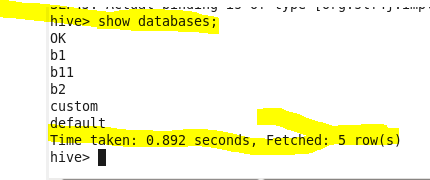 hive> show databases;
OK
b1
b11
b2
custom
default
Time taken: 0.892 seconds, Fetched: 5 row(s)
hive>